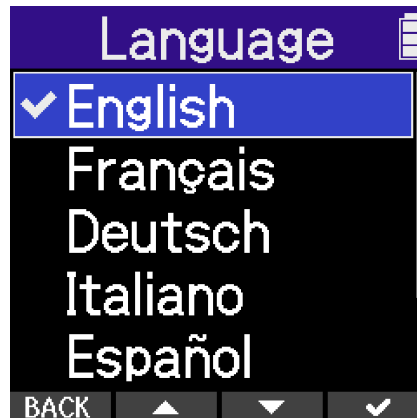 Language
English
Français
Deutsch
Italiano
Español
BACK